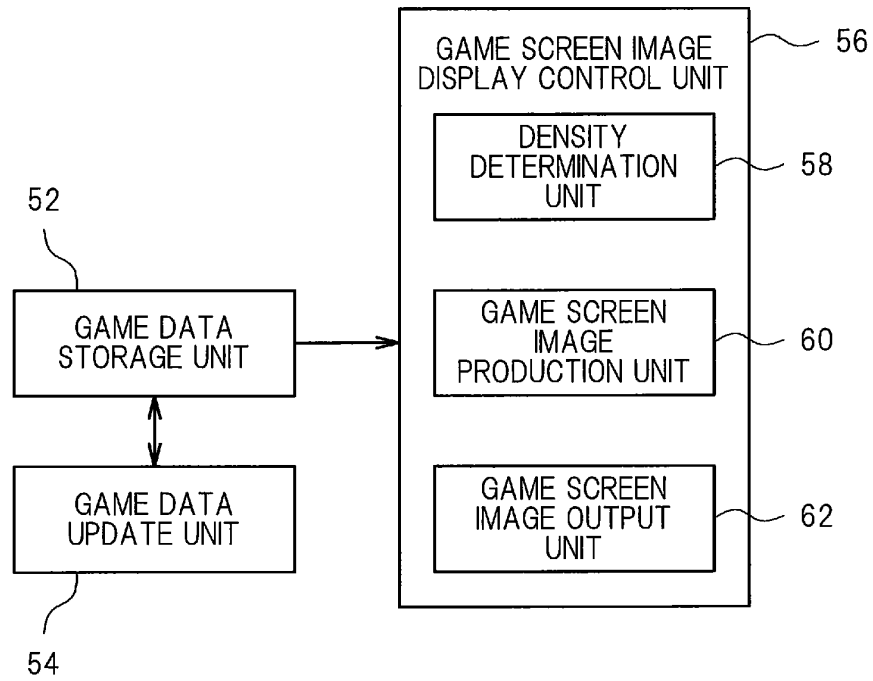 GAME SCREEN IMAGE
DISPLAY CONTROL UNIT
56
DENSITY
DETERMINATION
UNIT
58
52
GAME DATA
STORAGE UNIT
GAME SCREEN
IMAGE
PRODUCTION UNIT
60
GAME DATA
UPDATE UNIT
54
GAME SCREEN
IMAGE OUTPUT
UNIT
62